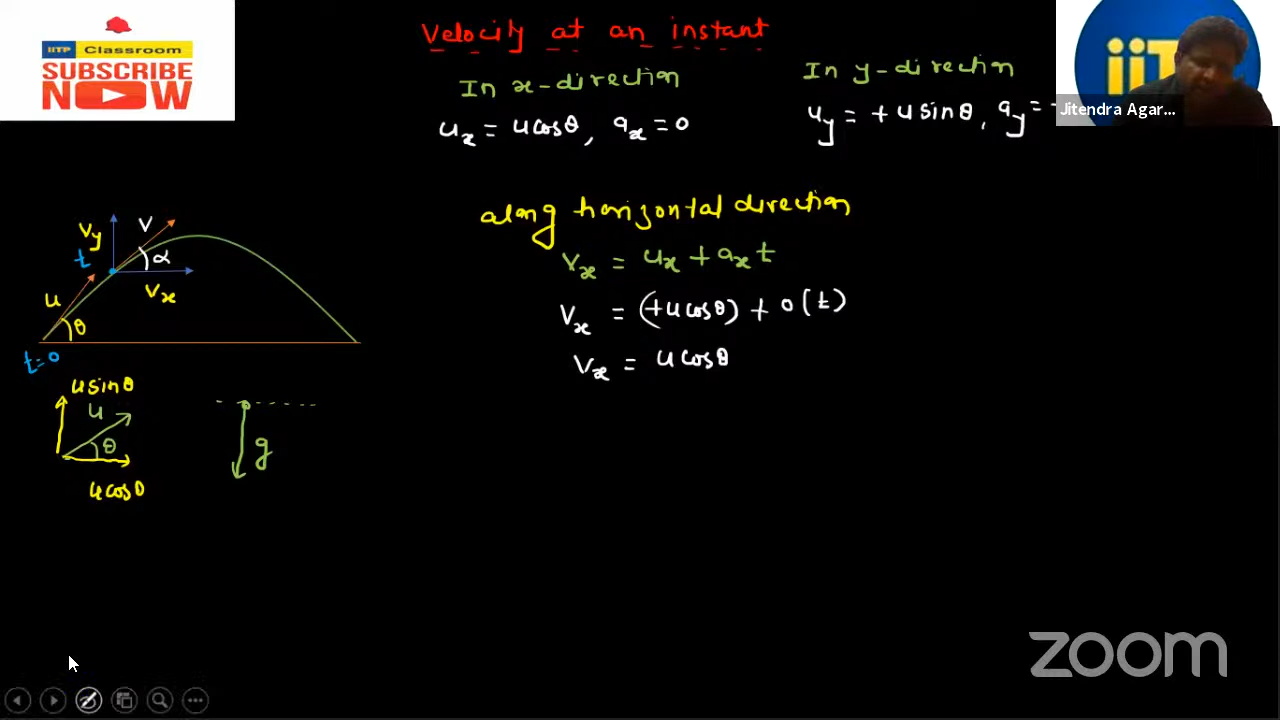 IITP Classroom
SUBSCRIBE
NOW
Velocity at an instant
In x-direction
ux = u cosθ, ax = 0
In y-direction
uy = + u sinθ, ay = -
iit
Jitendra Agar...
along horizontal direction
vx = ux + ax t
vx = (+u cosθ) + 0 (t)
vx = u cosθ
vy
v
t
α
vx
u
θ
t=0
u sinθ
u
θ
u cosθ
g
zoom